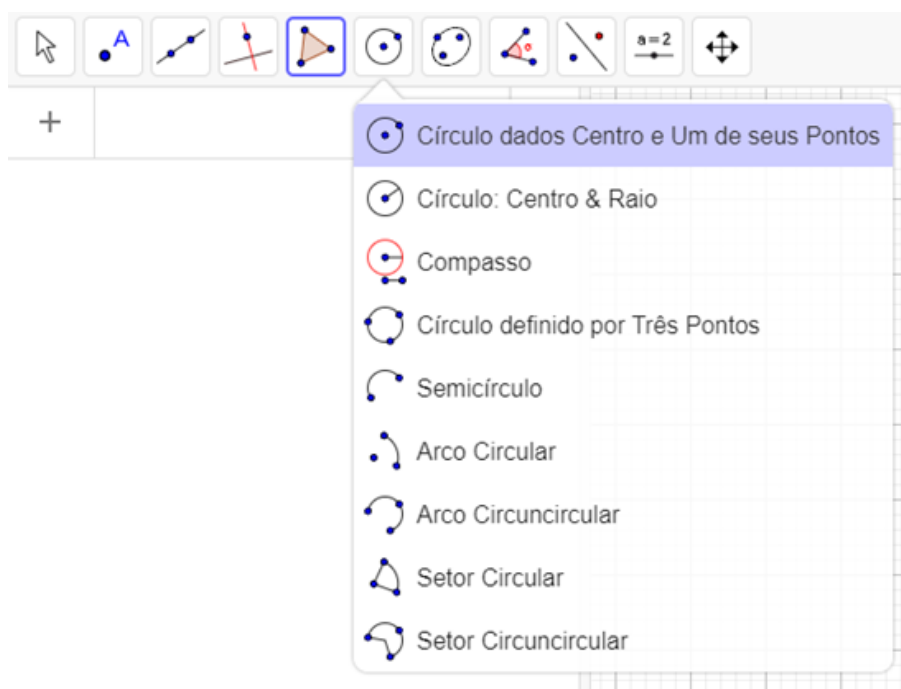 A
a=2
+
Círculo dados Centro e Um de seus Pontos
Círculo: Centro & Raio
Compasso
Círculo definido por Três Pontos
Semicírculo
Arco Circular
Arco Circuncircular
Setor Circular
Setor Circuncircular